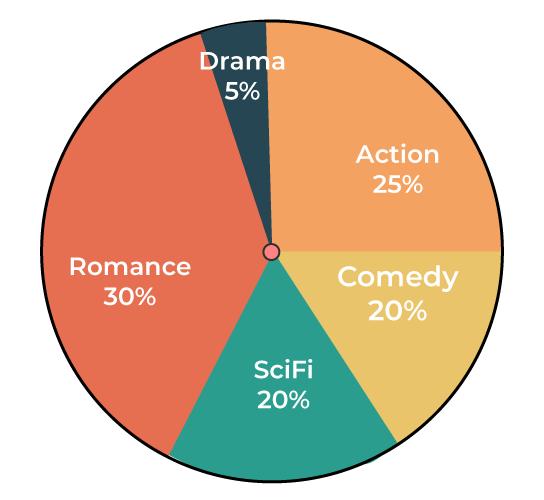 Drama
5%
Action
25%
Romance
30%
Comedy
20%
SciFi
20%